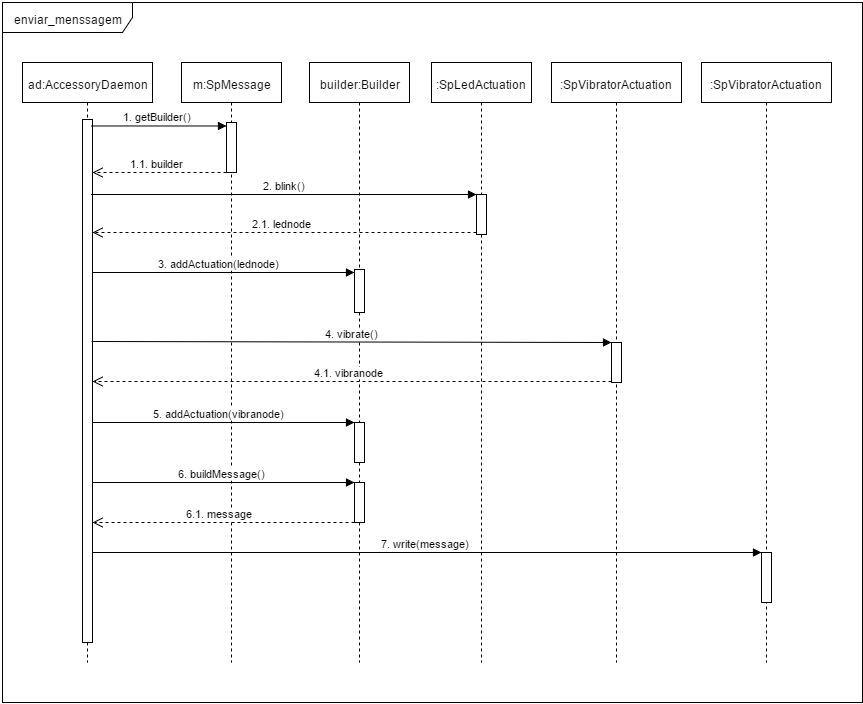 enviar_menssagem
ad:AccessoryDaemon
m:SpMessage
builder:Builder
:SpLedActuation
:SpVibratorActuation
:SpVibratorActuation
1. getBuilder()
1.1. builder
2. blink()
2.1. lednode
3. addActuation(lednode)
4. vibrate()
4.1. vibranode
5. addActuation(vibranode)
6. buildMessage()
6.1. message
7. write(message)